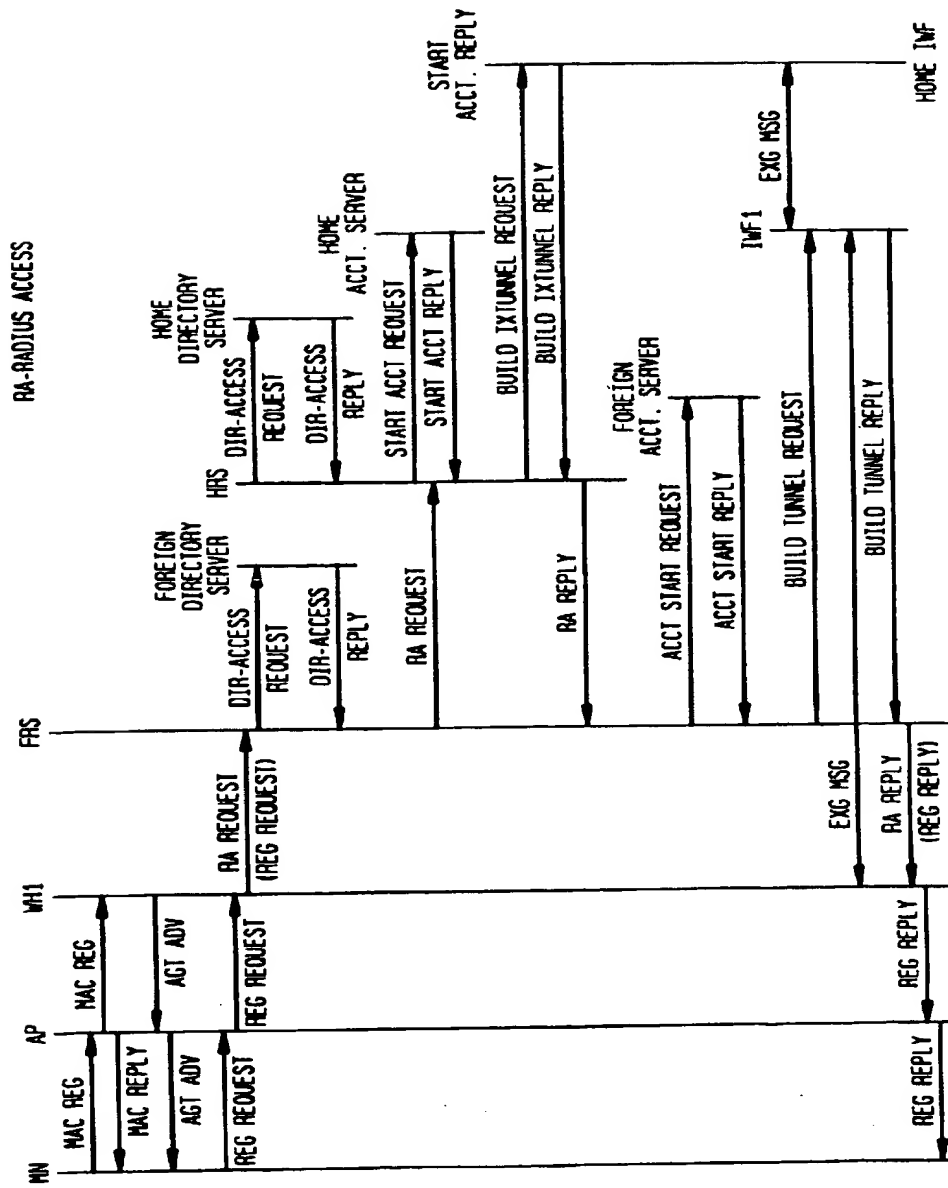 RA-RADIUS ACCESS
MN
AP
WH1
FRS
FOREIGN
DIRECTORY
SERVER
HRS
HOME
DIRECTORY
SERVER
HOME
ACCT. SERVER
START
ACCT. REPLY
MAC REG
MAC REG
MAC REPLY
AGT ADV
AGT ADV
REG REQUEST
REG REQUEST
RA REQUEST
(REG REQUEST)
DIR-ACCESS
REQUEST
DIR-ACCESS
REPLY
DIR-ACCESS
REQUEST
DIR-ACCESS
REPLY
RA REQUEST
START ACCT REQUEST
START ACCT REPLY
BUILD IXTUNNEL REQUEST
BUILD IXTUNNEL REPLY
RA REPLY
FOREIGN
ACCT. SERVER
ACCT START REQUEST
ACCT START REPLY
IWF1
EXG MSG
BUILD TUNNEL REQUEST
EXG MSG
BUILD TUNNEL REPLY
RA REPLY
(REG REPLY)
REG REPLY
REG REPLY
HOME IWF